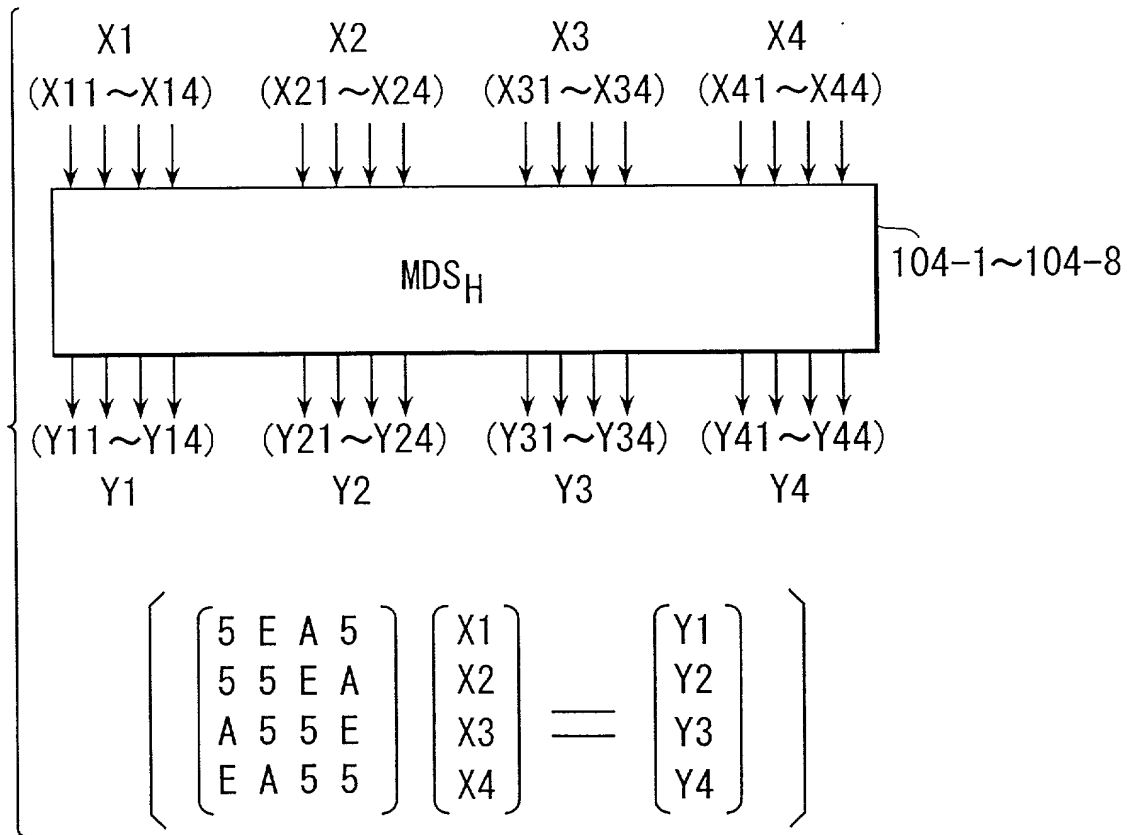 X1 X2 X3 X4
(X11〜X14) (X21〜X24) (X31〜X34) (X41〜X44)
MDSH
104-1〜104-8
(Y11〜Y14) (Y21〜Y24) (Y31〜Y34) (Y41〜Y44)
Y1 Y2 Y3 Y4
5 E A 5 X1 Y1
5 5 E A X2 Y2
A 5 5 E X3 = Y3
E A 5 5 X4 Y4